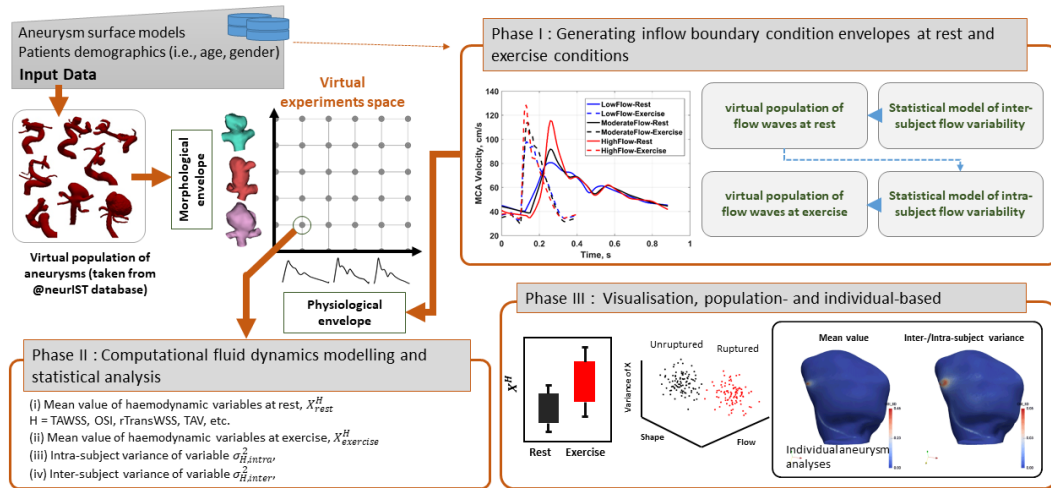 Aneurysm surface models
Patients demographics (i.e., age, gender)
Input Data
Virtual population of
aneurysms (taken from
@neurIST database)
Morphological
envelope
Virtual
experiments space
Physiological
envelope
Phase I : Generating inflow boundary condition envelopes at rest and
exercise conditions
140
120
100
80
60
40
20
0
0.2
0.4
0.6
0.8
1
MCA Velocity, cm/s
Time, s
LowFlow-Rest
LowFlow-Exercise
ModerateFlow-Rest
ModerateFlow-Exercise
HighFlow-Rest
HighFlow-Exercise
virtual population of
flow waves at rest
Statistical model of inter-
subject flow variability
virtual population of
flow waves at exercise
Statistical model of intra-
subject flow variability
Phase II : Computational fluid dynamics modelling and
statistical analysis
(i) Mean value of haemodynamic variables at rest, X^H_rest
H = TAWSS, OSI, rTransWSS, TAV, etc.
(ii) Mean value of haemodynamic variables at exercise, X^H_exercise
(iii) Intra-subject variance of variable σ²_H,intra,
(iv) Inter-subject variance of variable σ²_H,inter,
Phase III : Visualisation, population- and individual-based
X^H
Rest
Exercise
Unruptured
Ruptured
Variance of X
Shape
Flow
Mean value
Inter-/Intra-subject variance
Individual aneurysm
analyses